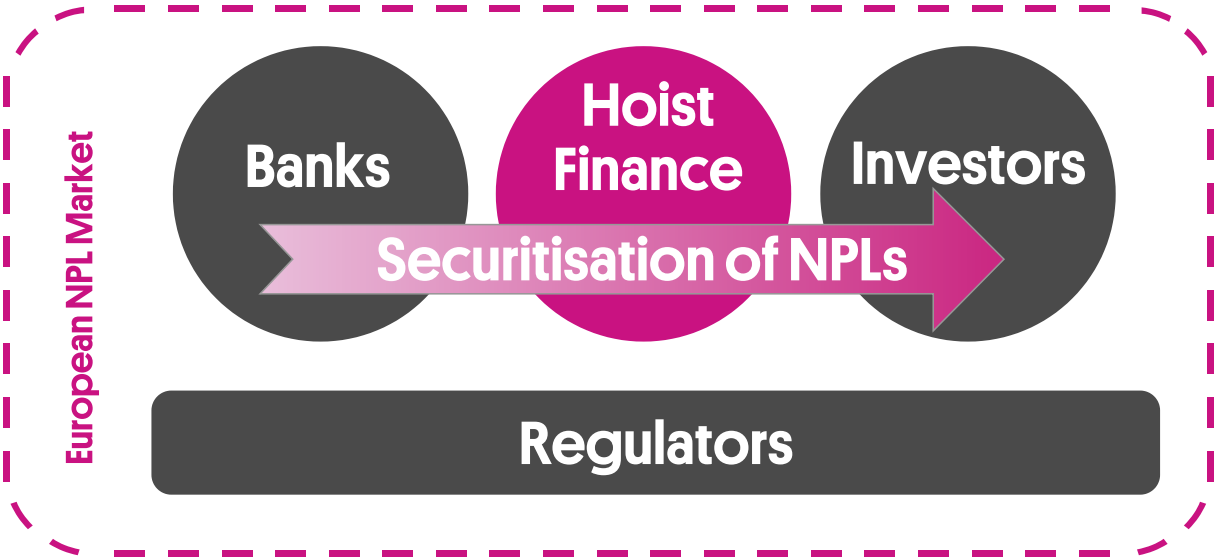 European NPL Market
Banks
Hoist
Finance
Investors
Securitisation of NPLs
Regulators